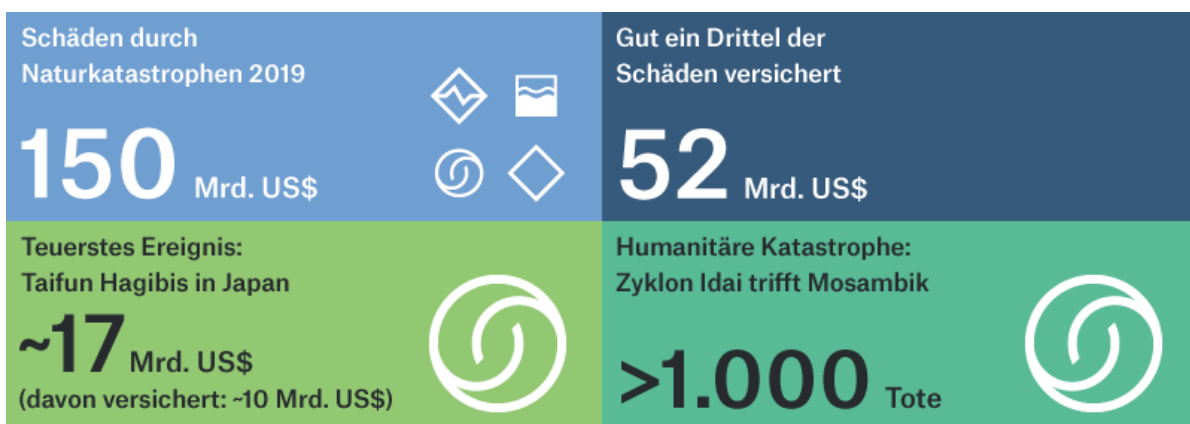 Schäden durch
Naturkatastrophen 2019
150 Mrd. US$
Gut ein Drittel der
Schäden versichert
52 Mrd. US$
Teuerstes Ereignis:
Taifun Hagibis in Japan
~17 Mrd. US$
(davon versichert: ~10 Mrd. US$)
Humanitäre Katastrophe:
Zyklon Idai trifft Mosambik
>1.000 Tote